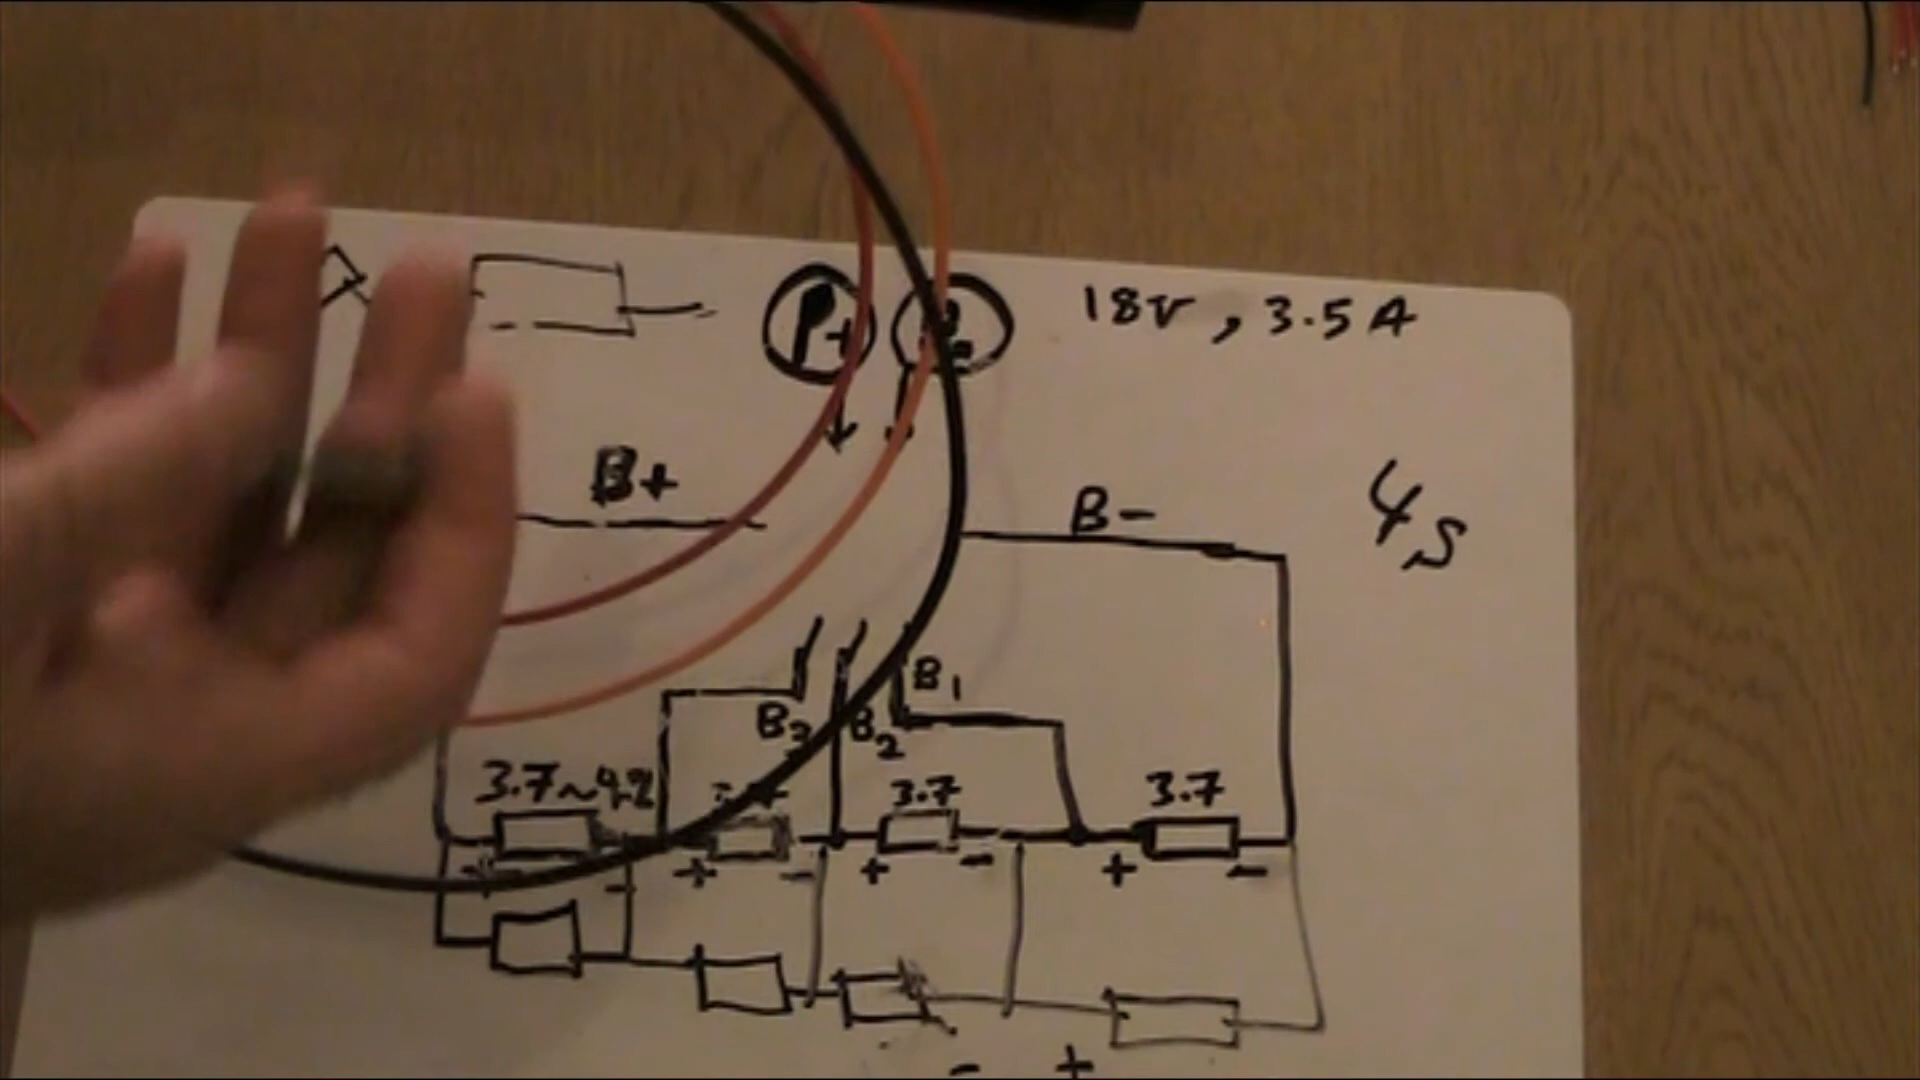 P+
18V, 3.5A
B+
B-
4S
B1
B3
B2
3.7~4.2
3.7
3.7
+ -
+ -
+ -
- +